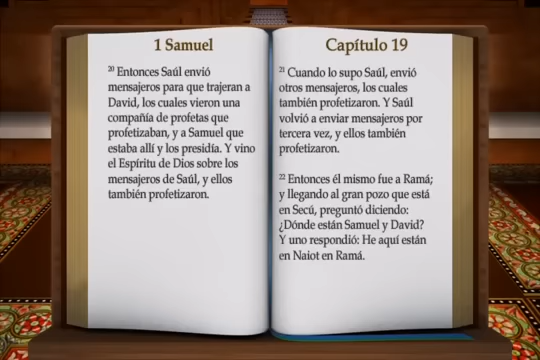 1 Samuel
20 Entonces Saúl envió
mensajeros para que trajeran a
David, los cuales vieron una
compañía de profetas que
profetizaban, y a Samuel que
estaba allí y los presidía. Y vino
el Espíritu de Dios sobre los
mensajeros de Saúl, y ellos
también profetizaron.
Capítulo 19
21 Cuando lo supo Saúl, envió
otros mensajeros, los cuales
también profetizaron. Y Saúl
volvió a enviar mensajeros por
tercera vez, y ellos también
profetizaron.
22 Entonces él mismo fue a Ramá;
y llegando al gran pozo que está
en Secú, preguntó diciendo:
¿Dónde están Samuel y David?
Y uno respondió: He aquí están
en Naiot en Ramá.